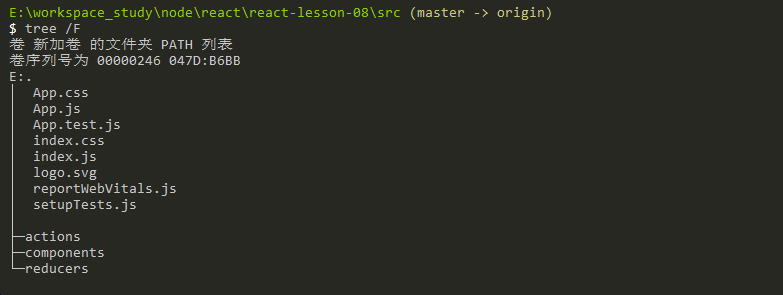 E:\workspace_study\node\react\react-lesson-08\src (master -> origin)
$ tree /F
卷 新加卷 的文件夹 PATH 列表
卷序列号为 00000246 047D:B6BB
E:.
│  App.css
│  App.js
│  App.test.js
│  index.css
│  index.js
│  logo.svg
│  reportWebVitals.js
│  setupTests.js
│
├─actions
├─components
└─reducers